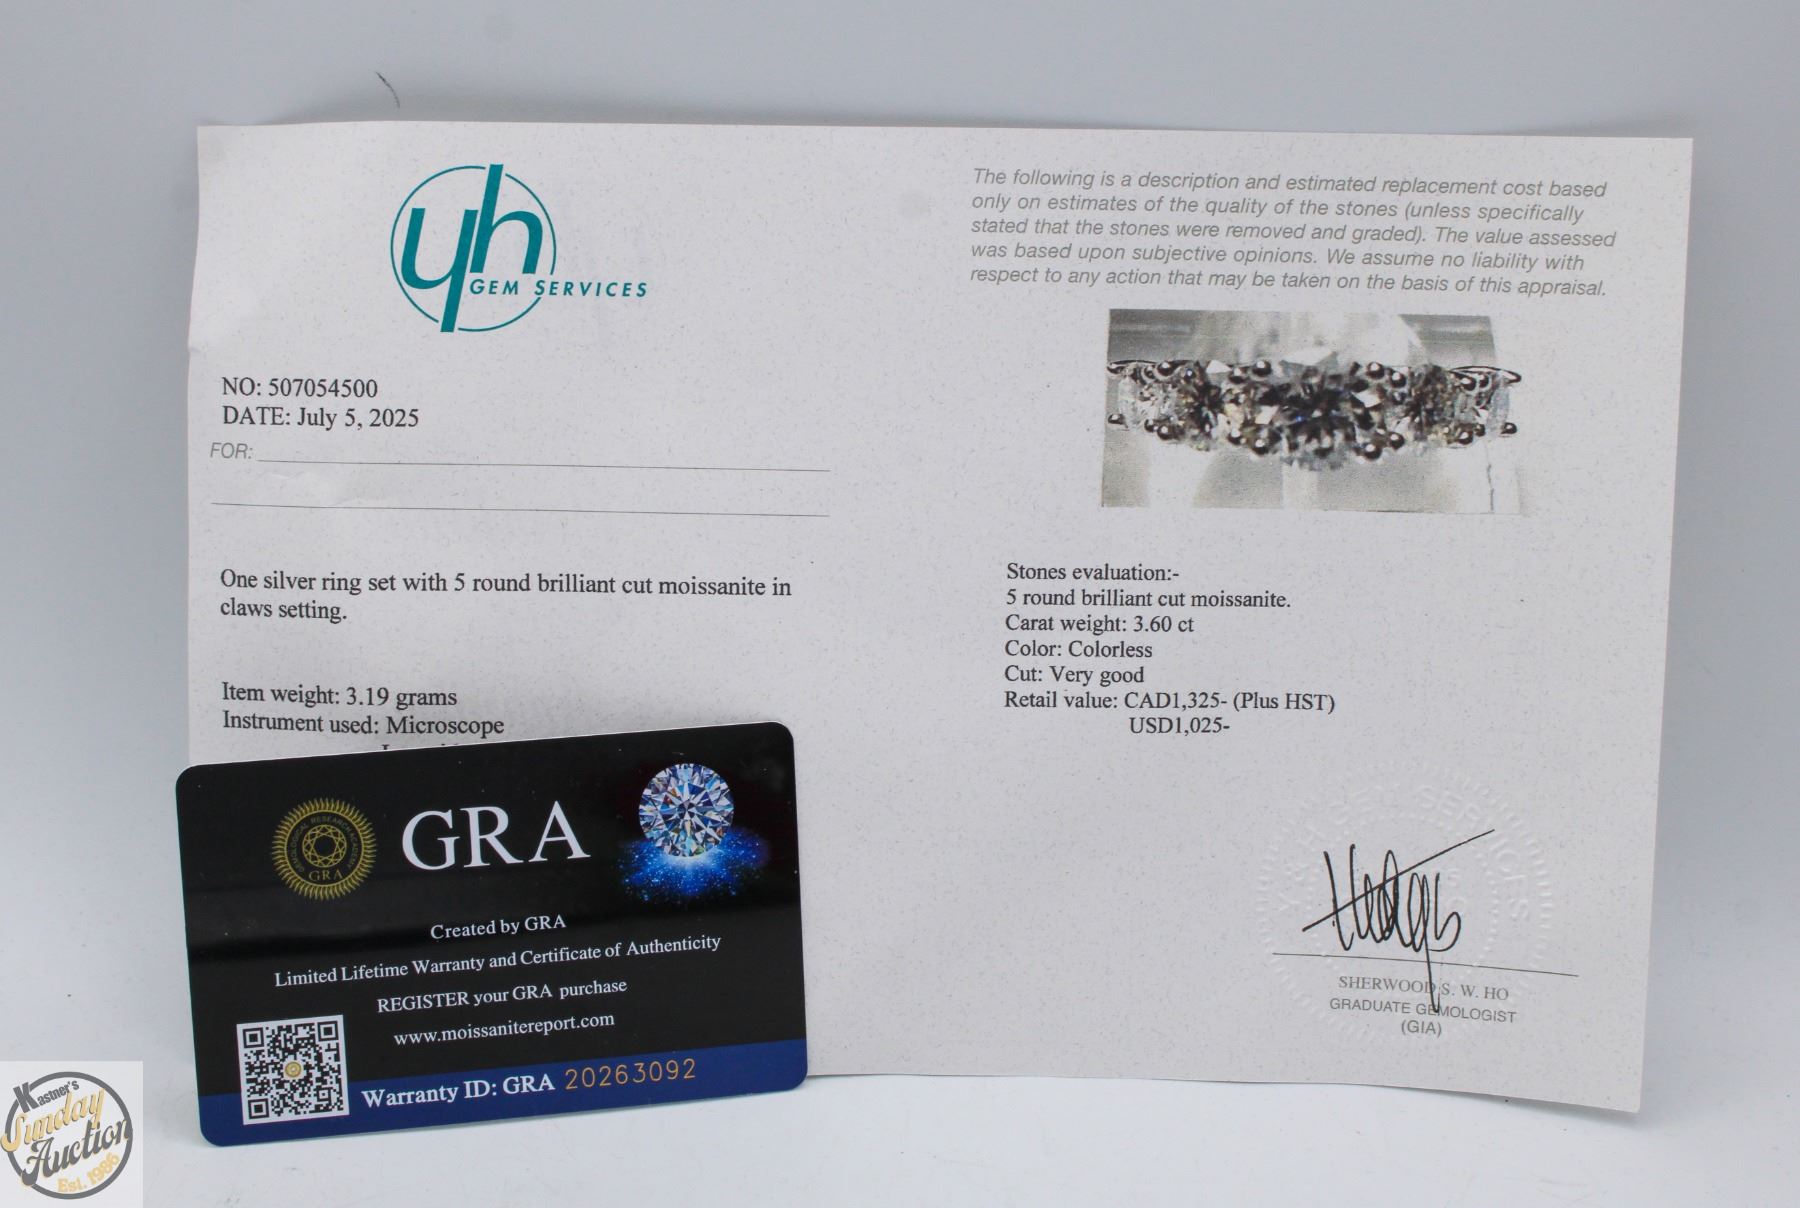 yh
GEM SERVICES
NO: 507054500
DATE: July 5, 2025
FOR:
One silver ring set with 5 round brilliant cut moissanite in
claws setting.
Item weight: 3.19 grams
Instrument used: Microscope
The following is a description and estimated replacement cost based
only on estimates of the quality of the stones (unless specifically
stated that the stones were removed and graded). The value assessed
was based upon subjective opinions. We assume no liability with
respect to any action that may be taken on the basis of this appraisal.
Stones evaluation:-
5 round brilliant cut moissanite.
Carat weight: 3.60 ct
Color: Colorless
Cut: Very good
Retail value: CAD1,325- (Plus HST)
USD1,025-
SERVICES
SHERWOOD S. W. HO
GRADUATE GEMOLOGIST
(GIA)
GEMOLOGICAL RESEARCH ACADEMY
GRA
GRA
Created by GRA
Limited Lifetime Warranty and Certificate of Authenticity
REGISTER your GRA purchase
www.moissanitereport.com
Warranty ID: GRA 20263092
Kastner's
Sunday
Auction
Est. 1986